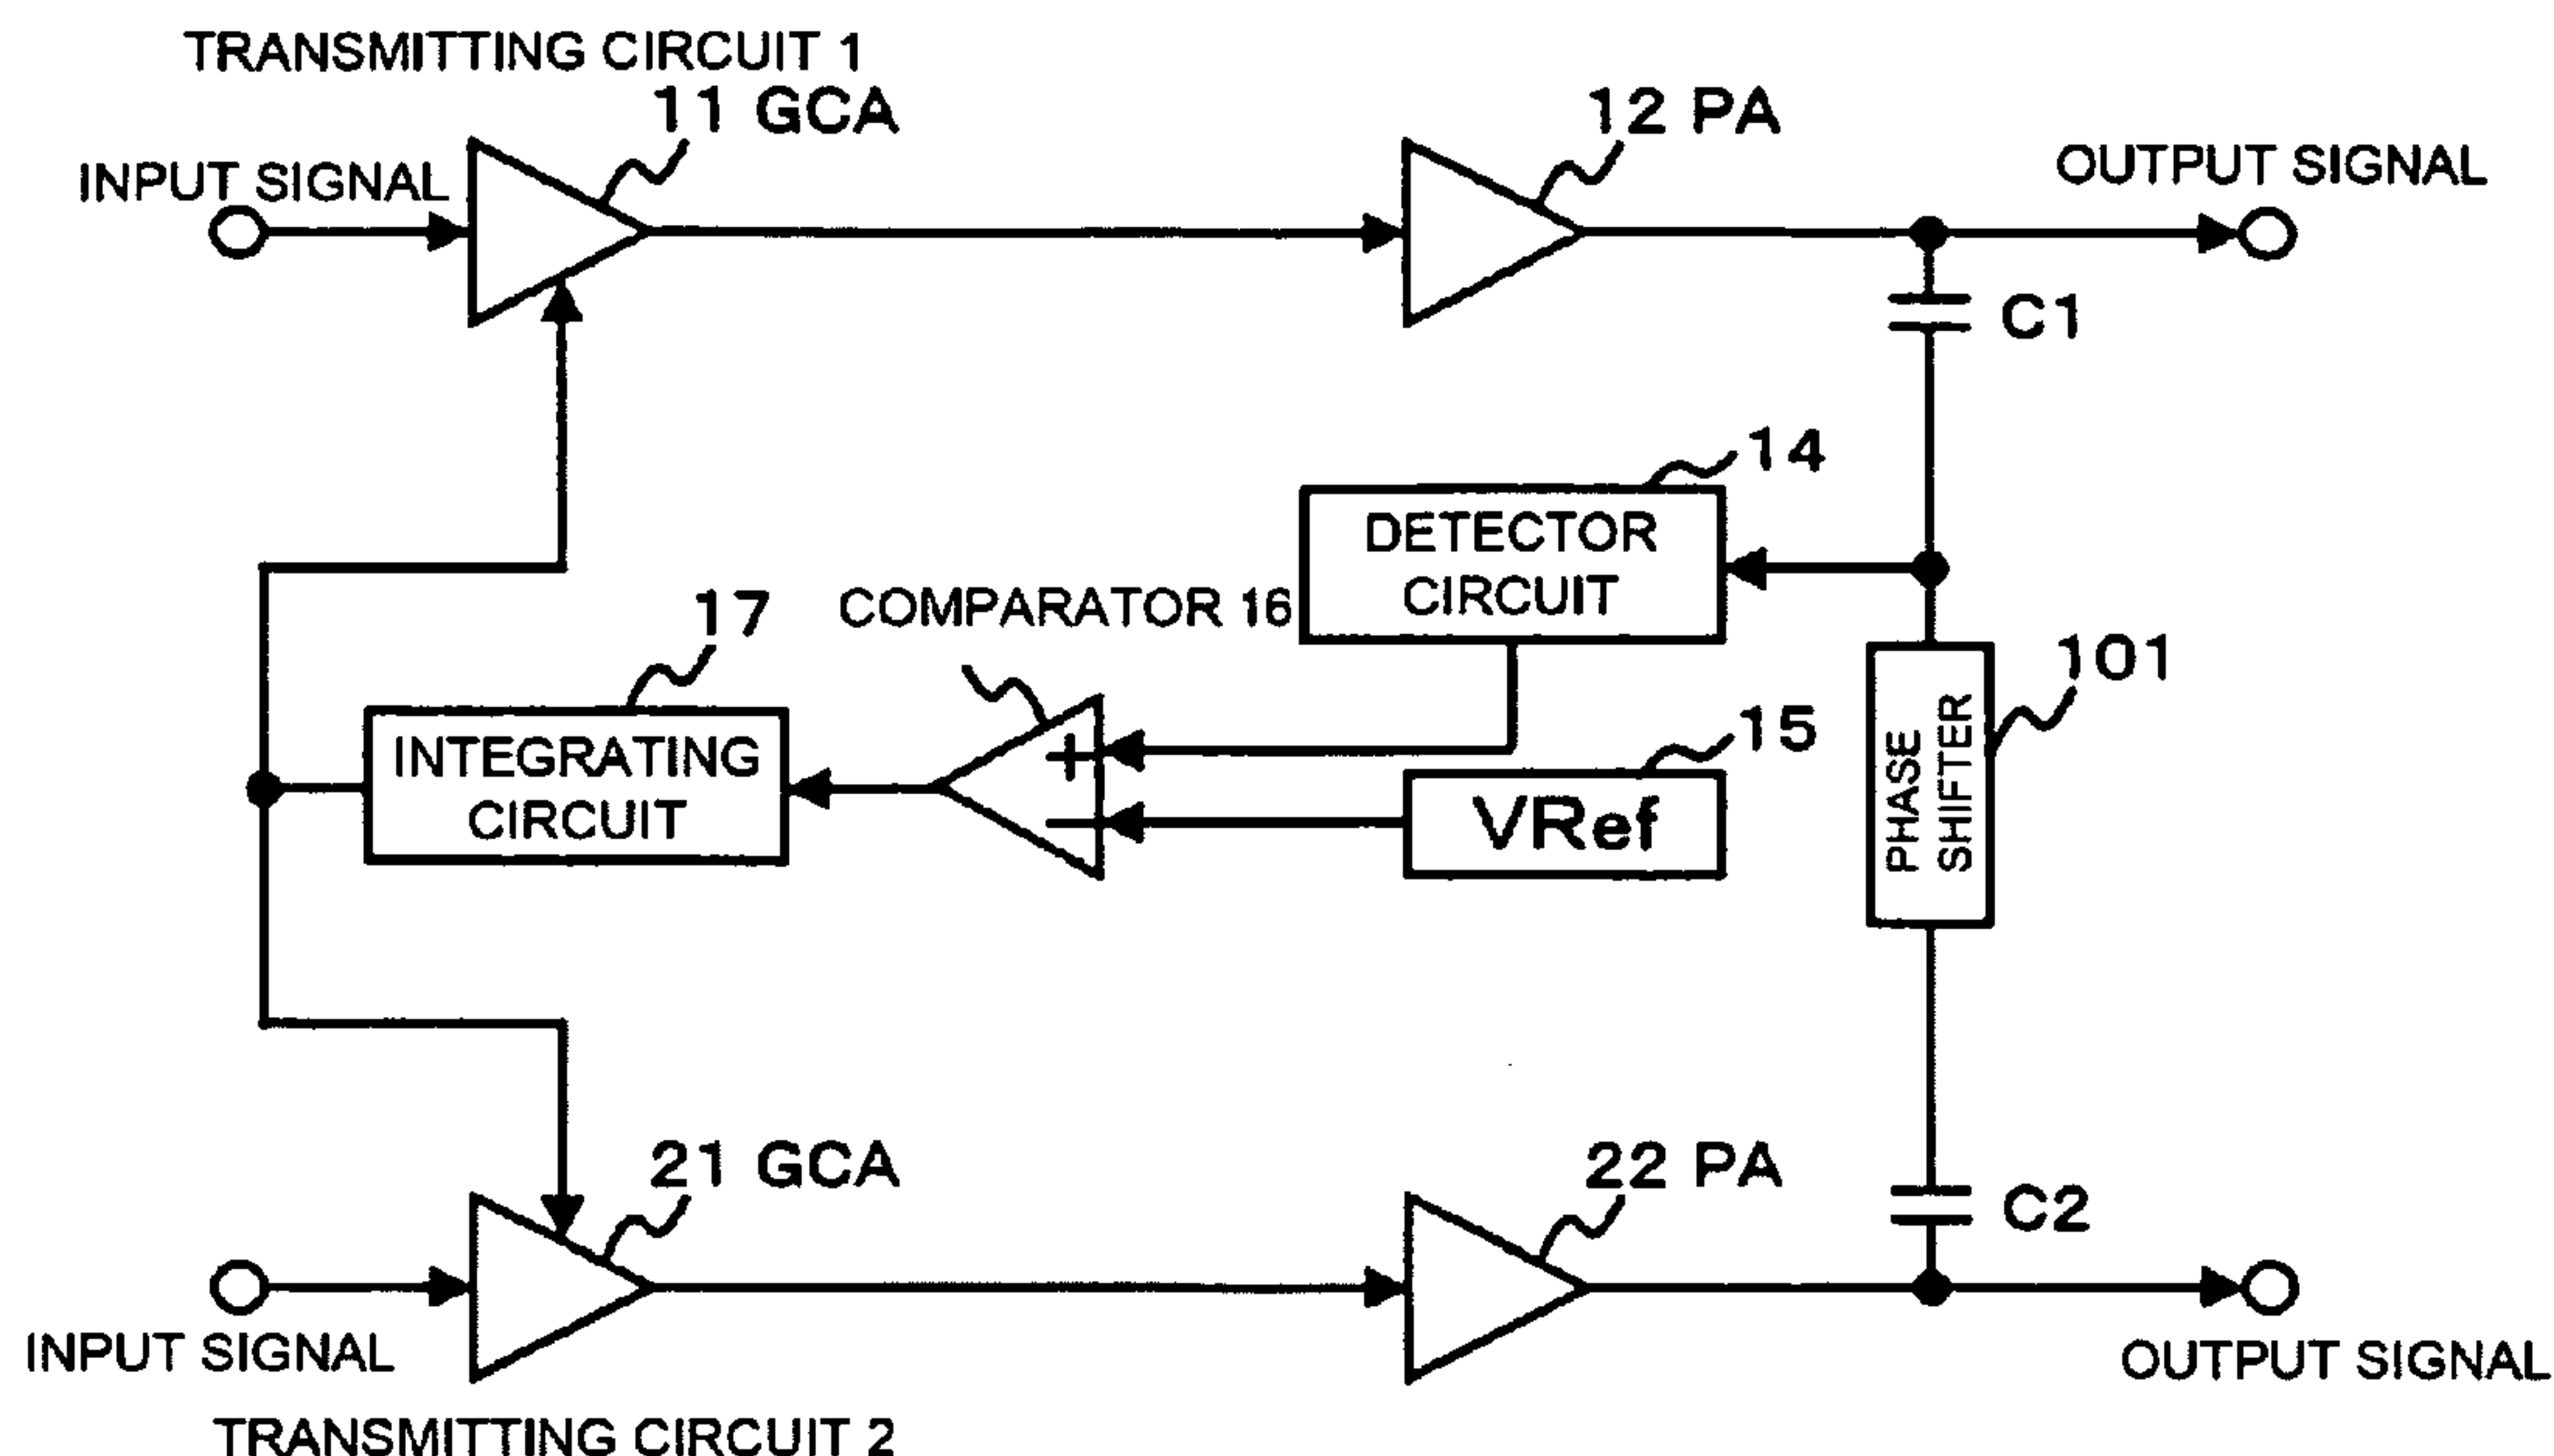 TRANSMITTING CIRCUIT 1
11 GCA
12 PA
INPUT SIGNAL
OUTPUT SIGNAL
C1
14
DETECTOR
CIRCUIT
17
COMPARATOR 16
101
15
INTEGRATING
CIRCUIT
+
−
VRef
PHASE
SHIFTER
21 GCA
22 PA
C2
INPUT SIGNAL
OUTPUT SIGNAL
TRANSMITTING CIRCUIT 2